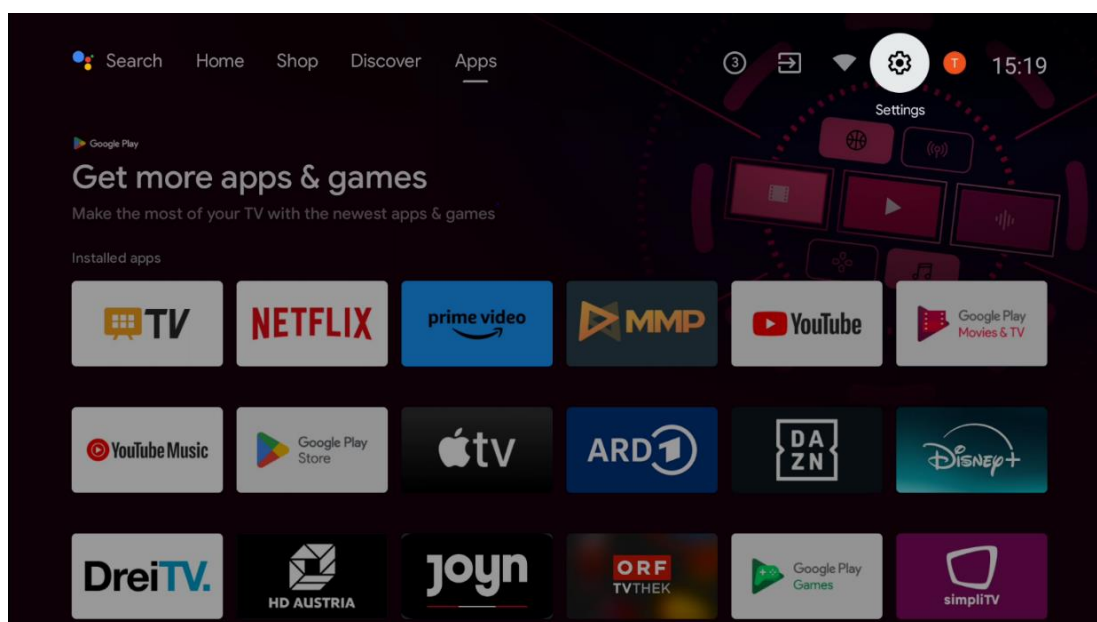 Search Home Shop Discover Apps 3 T 15:19
Settings
Google Play
Get more apps & games
Make the most of your TV with the newest apps & games
Installed apps
TV
NETFLIX
prime video
MMP
YouTube
Google Play
Movies & TV
YouTube Music
Google Play
Store
tv
ARD 1
DA
ZN
Disney+
DreiTV.
HD AUSTRIA
Joyn
ORF
TVTHEK
Google Play
Games
simpliTV